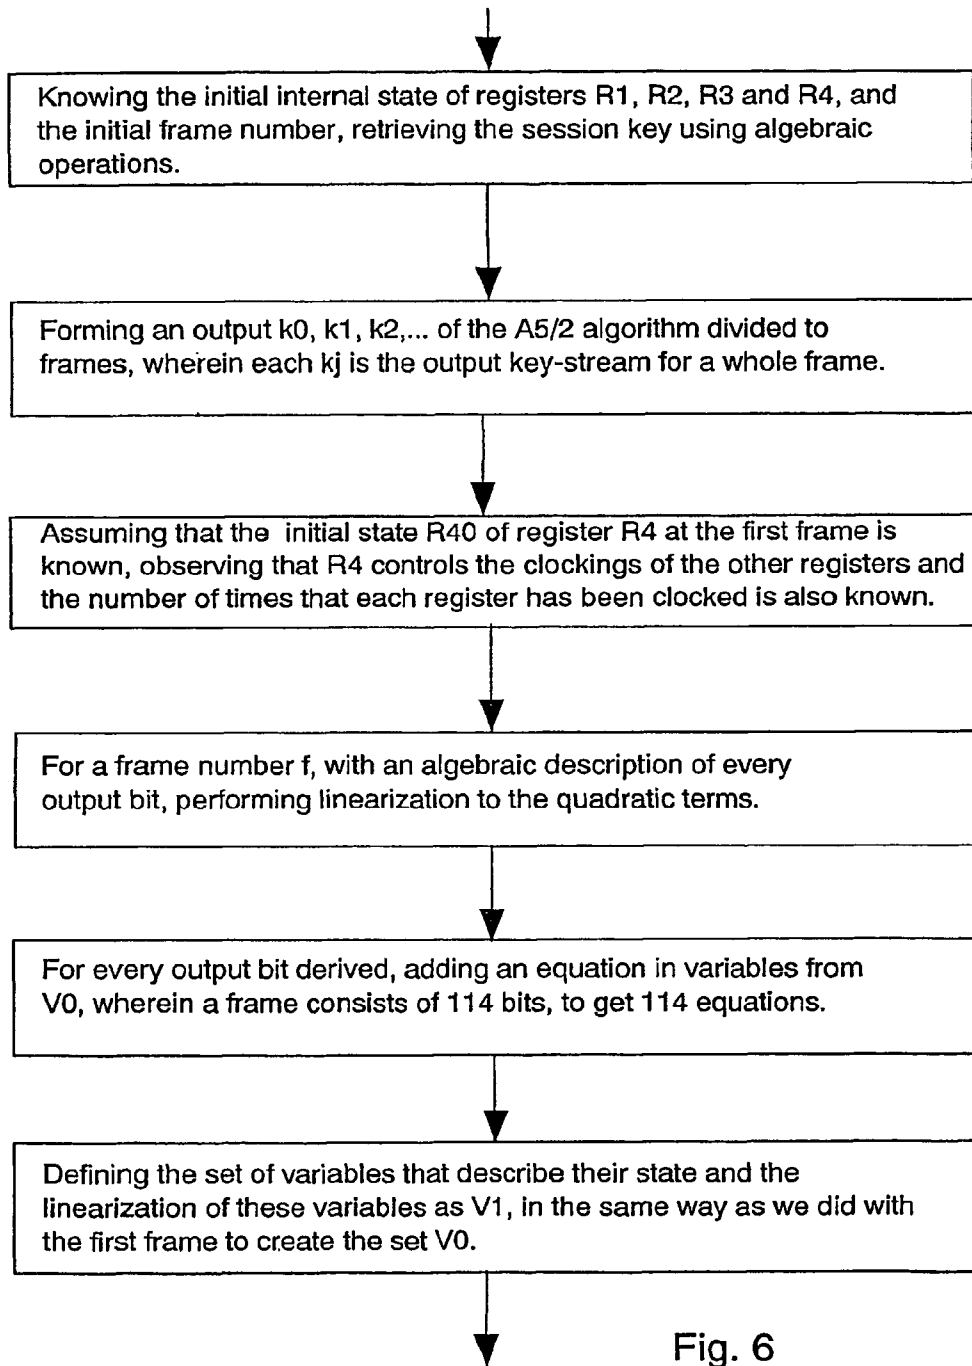 Knowing the initial internal state of registers R1, R2, R3 and R4, and
the initial frame number, retrieving the session key using algebraic
operations.
Forming an output k0, k1, k2,... of the A5/2 algorithm divided to
frames, wherein each kj is the output key-stream for a whole frame.
Assuming that the initial state R40 of register R4 at the first frame is
known, observing that R4 controls the clockings of the other registers and
the number of times that each register has been clocked is also known.
For a frame number f, with an algebraic description of every
output bit, performing linearization to the quadratic terms.
For every output bit derived, adding an equation in variables from
V0, wherein a frame consists of 114 bits, to get 114 equations.
Defining the set of variables that describe their state and the
linearization of these variables as V1, in the same way as we did with
the first frame to create the set V0.
Fig. 6